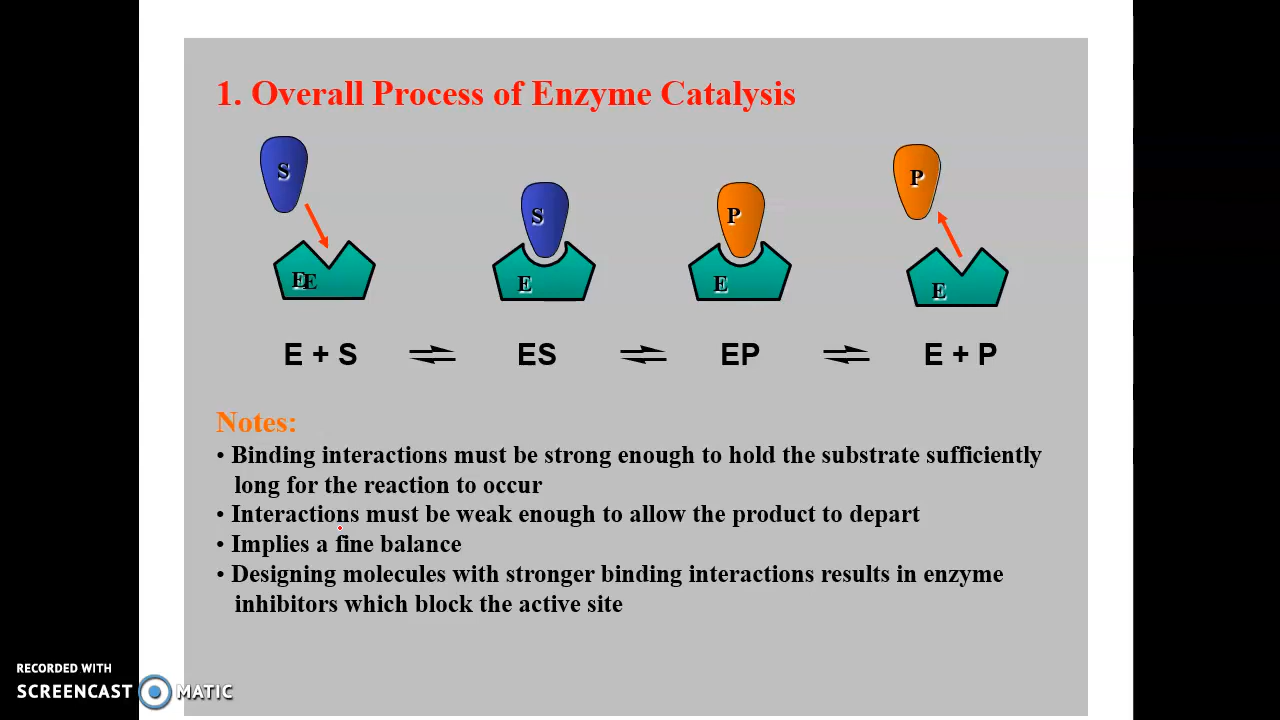 1. Overall Process of Enzyme Catalysis
S
P
S
P
EE
E
E
E
E + S ⇌ ES ⇌ EP ⇌ E + P
Notes:
• Binding interactions must be strong enough to hold the substrate sufficiently
long for the reaction to occur
• Interactions must be weak enough to allow the product to depart
• Implies a fine balance
• Designing molecules with stronger binding interactions results in enzyme
inhibitors which block the active site
RECORDED WITH
SCREENCAST MATIC